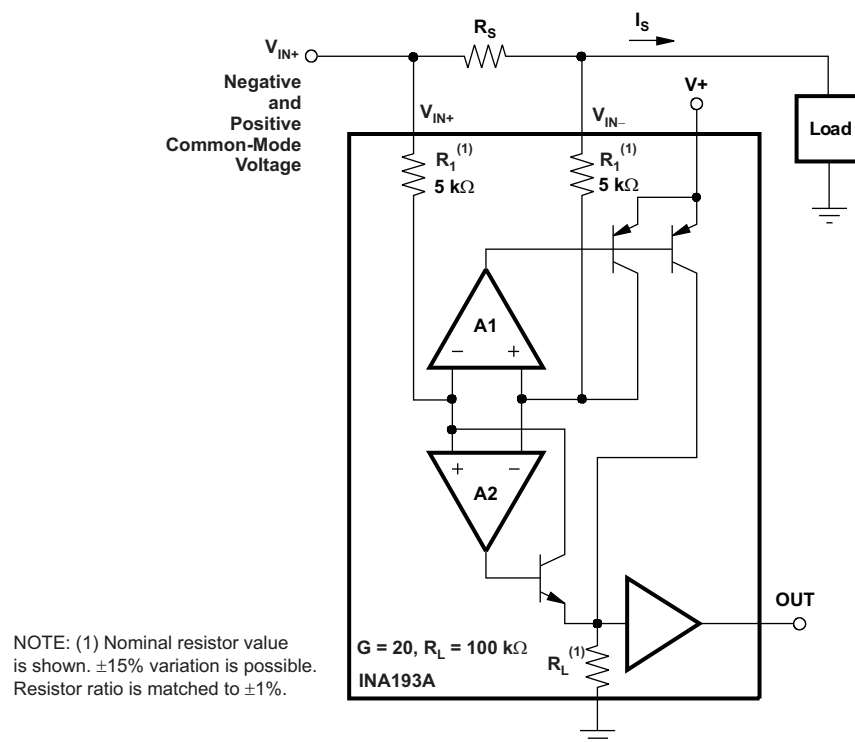 R_S
I_S
V_IN+
Negative
and
Positive
Common-Mode
Voltage
V+
Load
V_IN+
V_IN–
R_1^(1)
5 kΩ
R_1^(1)
5 kΩ
A1
– +
+ –
A2
OUT
G = 20, R_L = 100 kΩ
R_L^(1)
INA193A
NOTE: (1) Nominal resistor value
is shown. ±15% variation is possible.
Resistor ratio is matched to ±1%.